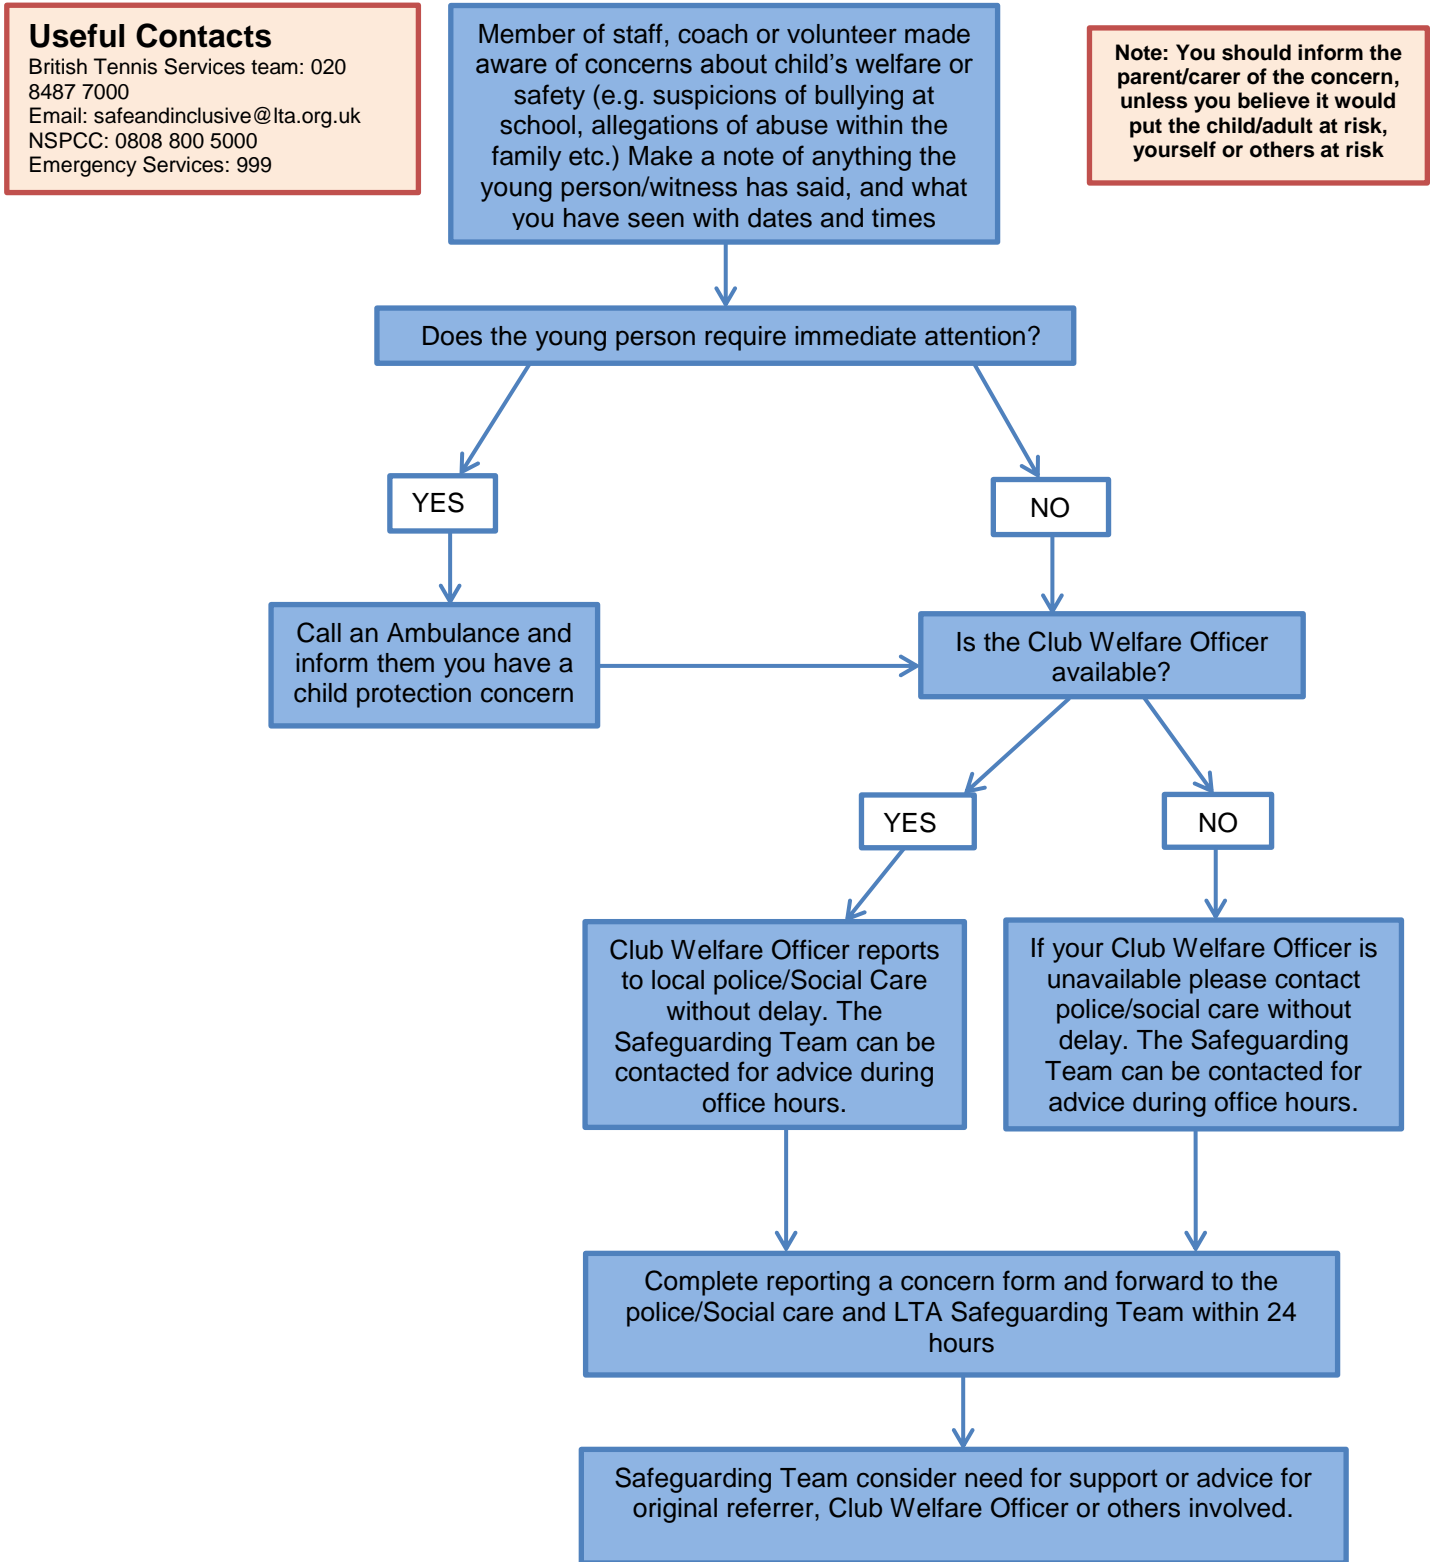 Useful Contacts
British Tennis Services team: 020
8487 7000
Email: safeandinclusive@lta.org.uk
NSPCC: 0808 800 5000
Emergency Services: 999
Member of staff, coach or volunteer made
aware of concerns about child's welfare or
safety (e.g. suspicions of bullying at
school, allegations of abuse within the
family etc.) Make a note of anything the
young person/witness has said, and what
you have seen with dates and times
Note: You should inform the
parent/carer of the concern,
unless you believe it would
put the child/adult at risk,
yourself or others at risk
Does the young person require immediate attention?
YES
NO
Call an Ambulance and
inform them you have a
child protection concern
Is the Club Welfare Officer
available?
YES
NO
Club Welfare Officer reports
to local police/Social Care
without delay. The
Safeguarding Team can be
contacted for advice during
office hours.
If your Club Welfare Officer is
unavailable please contact
police/social care without
delay. The Safeguarding
Team can be contacted for
advice during office hours.
Complete reporting a concern form and forward to the
police/Social care and LTA Safeguarding Team within 24
hours
Safeguarding Team consider need for support or advice for
original referrer, Club Welfare Officer or others involved.